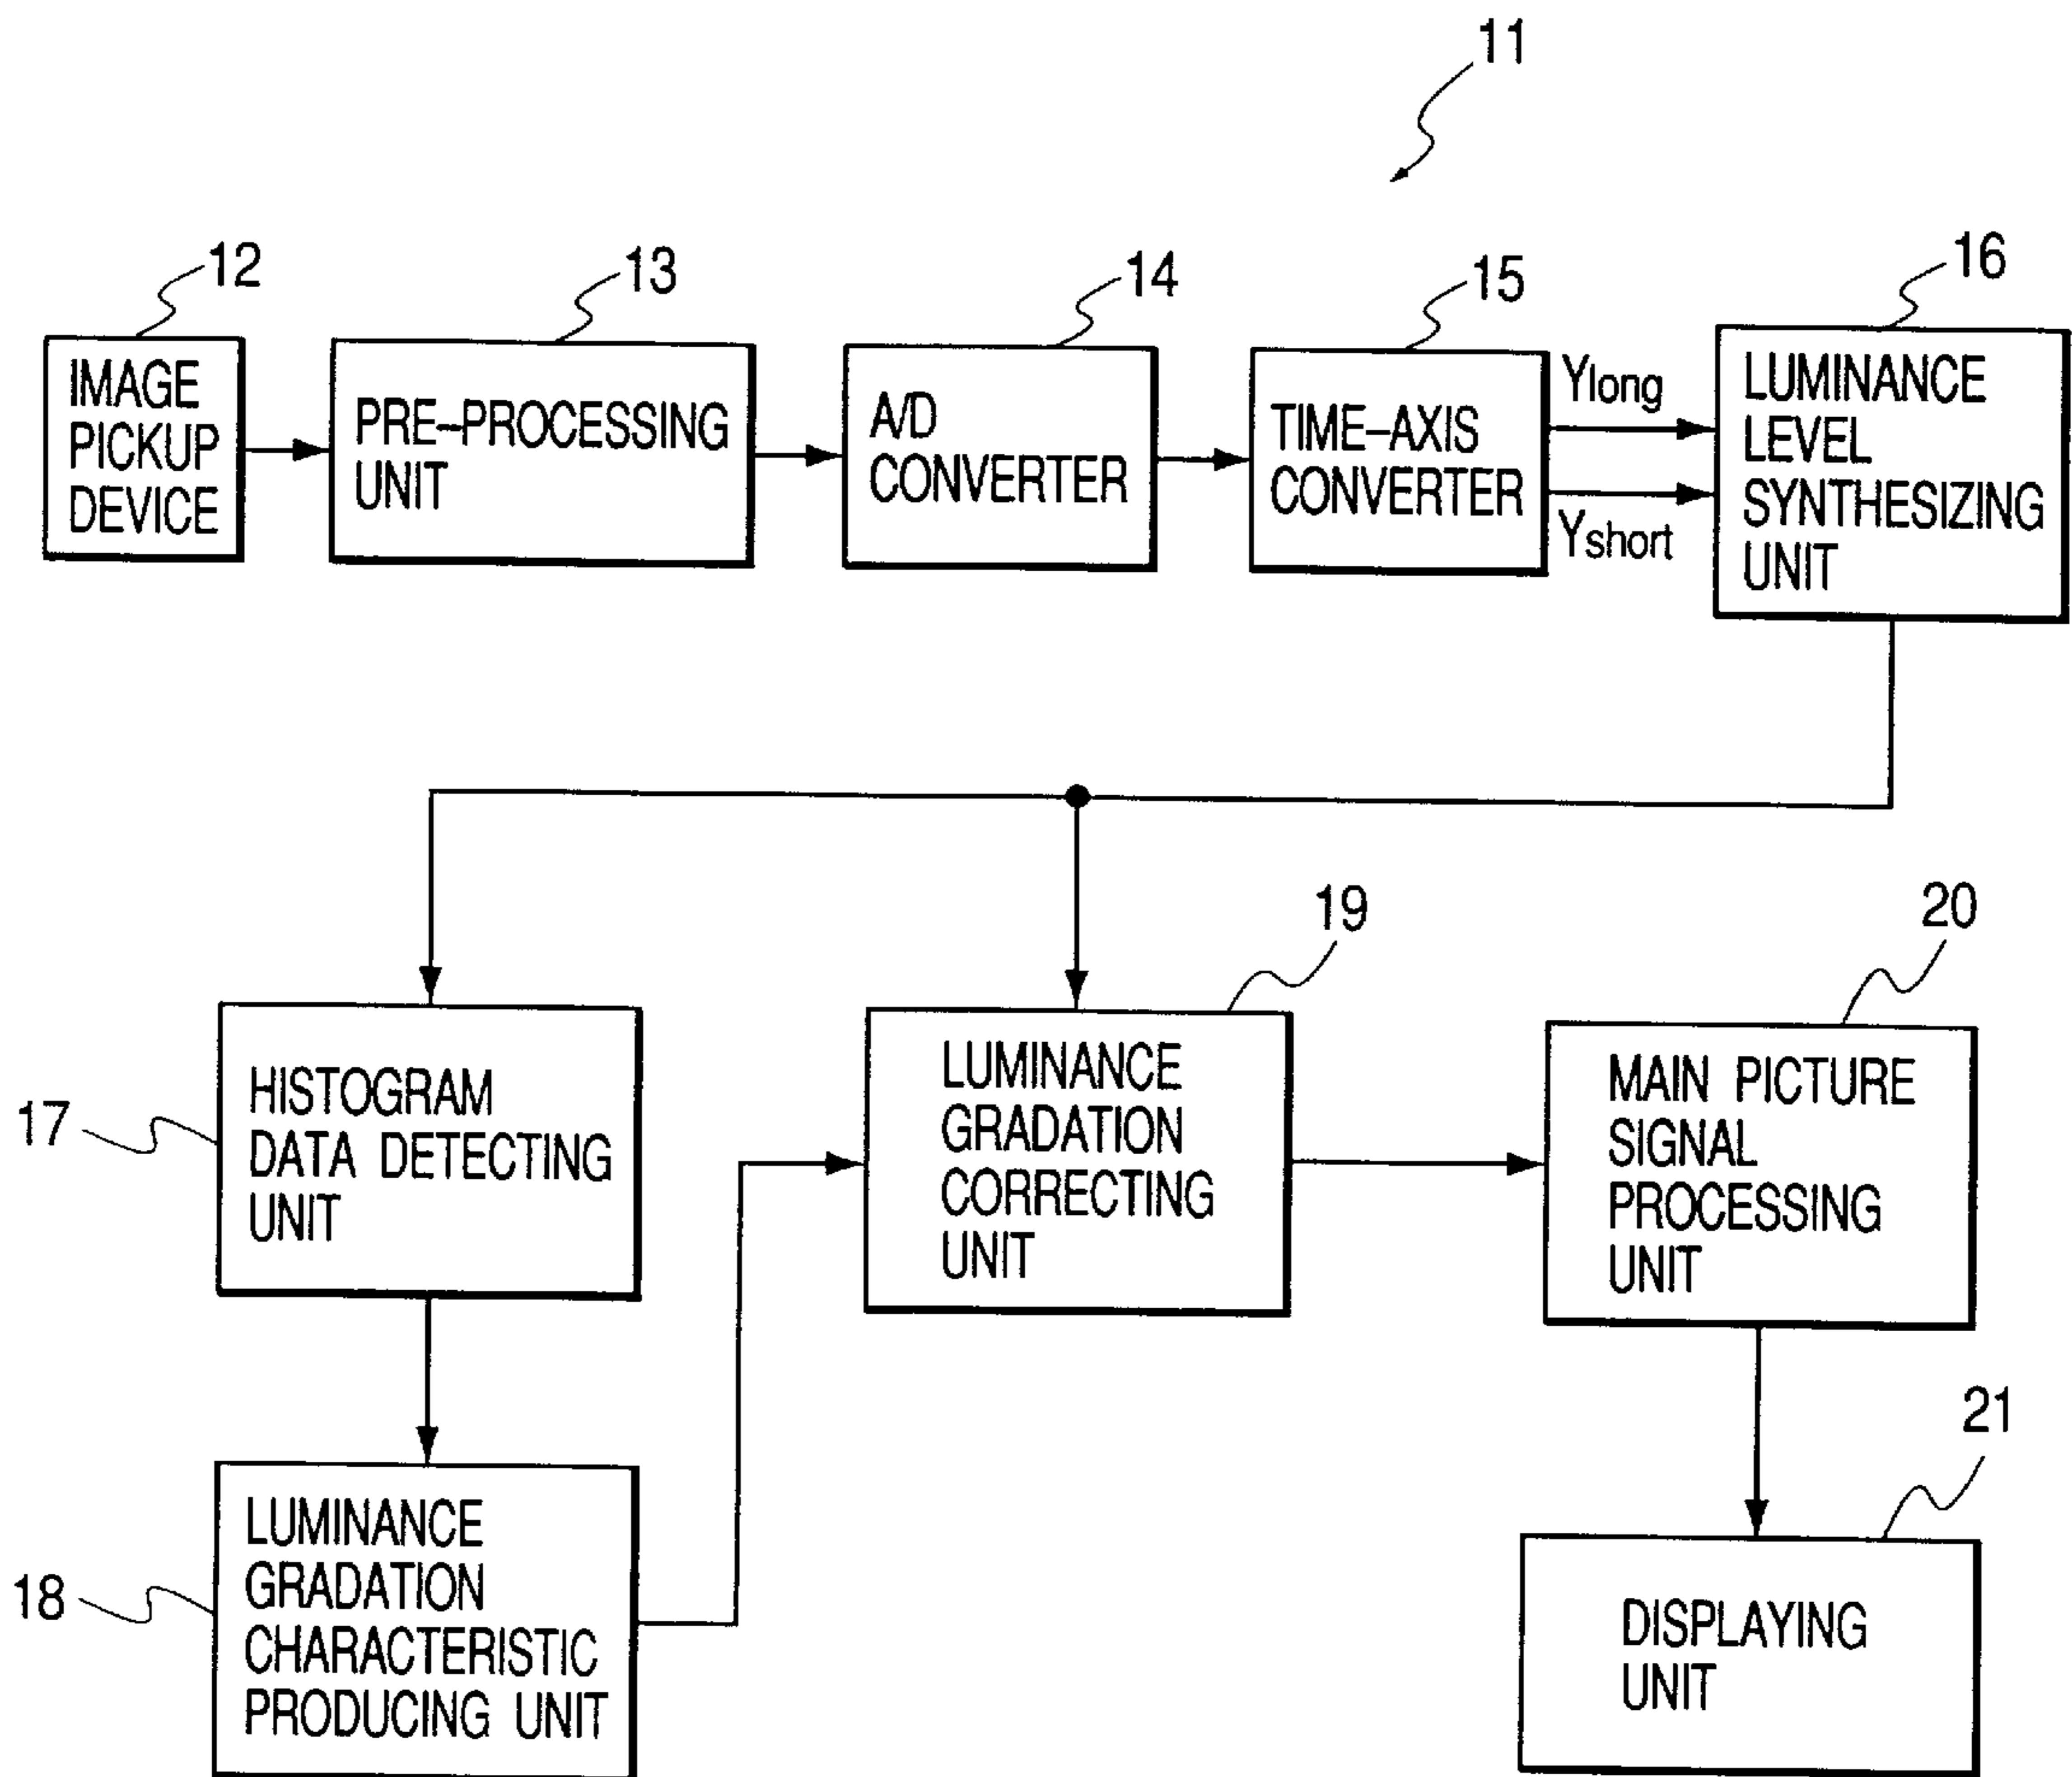 11
12
13
14
15
16
IMAGE
PICKUP
DEVICE
PRE–PROCESSING
UNIT
A/D
CONVERTER
TIME–AXIS
CONVERTER
Ylong
Yshort
LUMINANCE
LEVEL
SYNTHESIZING
UNIT
17
HISTOGRAM
DATA DETECTING
UNIT
19
LUMINANCE
GRADATION
CORRECTING
UNIT
20
MAIN PICTURE
SIGNAL
PROCESSING
UNIT
18
LUMINANCE
GRADATION
CHARACTERISTIC
PRODUCING UNIT
21
DISPLAYING
UNIT